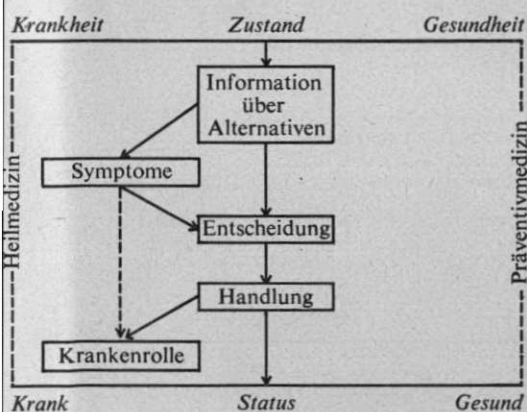 Krankheit Zustand Gesundheit
Information
über
Alternativen
Symptome
Heilmedizin
Präventivmedizin
Entscheidung
Handlung
Krankenrolle
Krank Status Gesund